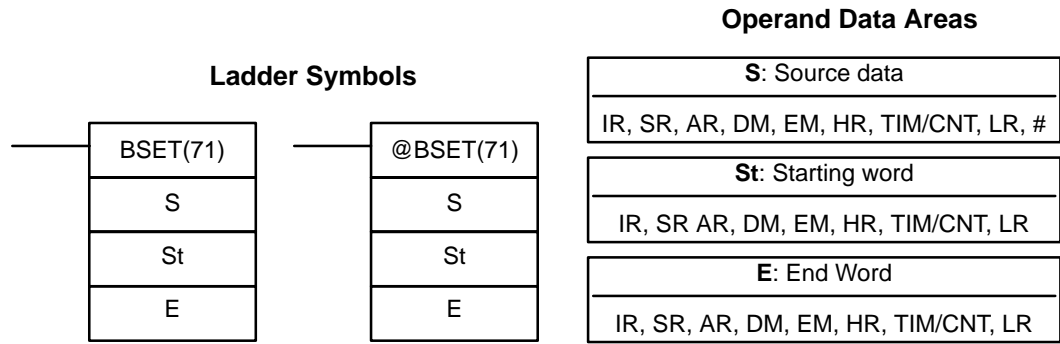 Operand Data Areas
Ladder Symbols
BSET(71)
S
St
E
@BSET(71)
S
St
E
S: Source data
IR, SR, AR, DM, EM, HR, TIM/CNT, LR, #
St: Starting word
IR, SR AR, DM, EM, HR, TIM/CNT, LR
E: End Word
IR, SR, AR, DM, EM, HR, TIM/CNT, LR